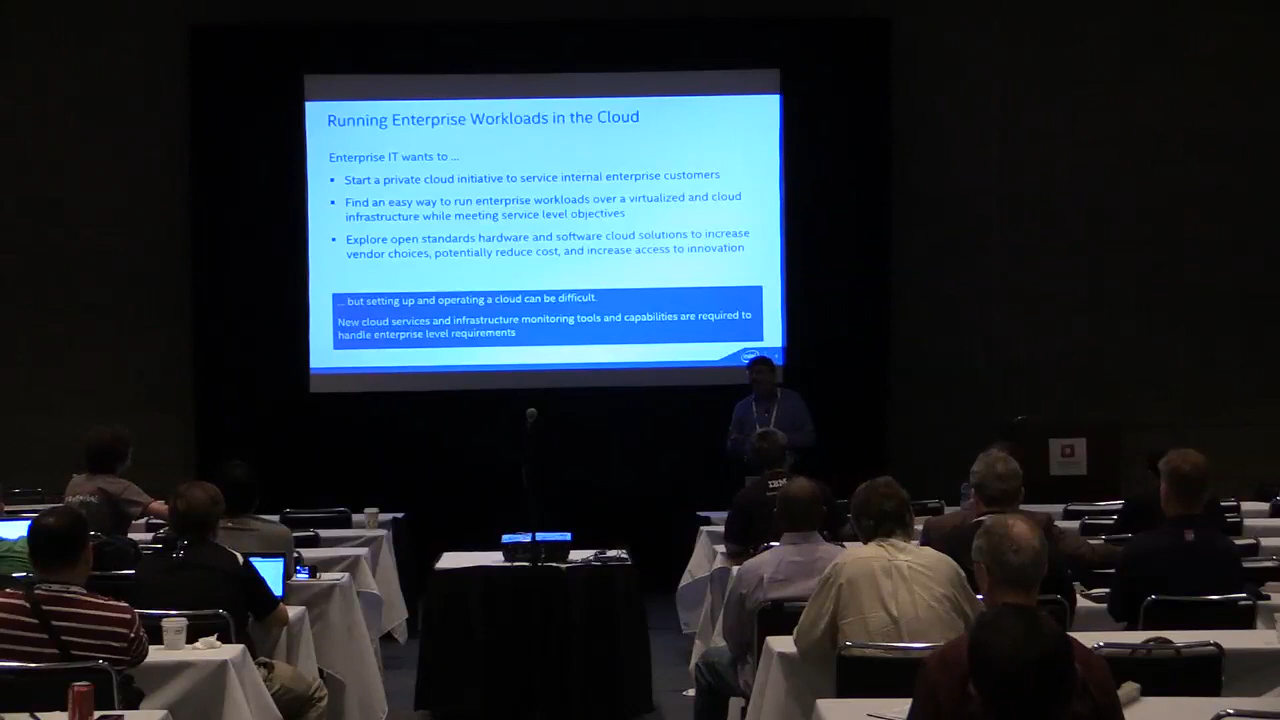 Running Enterprise Workloads in the Cloud
Enterprise IT wants to ...
▪ Start a private cloud initiative to service internal enterprise customers
▪ Find an easy way to run enterprise workloads over a virtualized and cloud
infrastructure while meeting service level objectives
▪ Explore open standards hardware and software cloud solutions to increase
vendor choices, potentially reduce cost, and increase access to innovation
... but setting up and operating a cloud can be difficult.
New cloud services and infrastructure monitoring tools and capabilities are required to
handle enterprise level requirements
intel
IBM